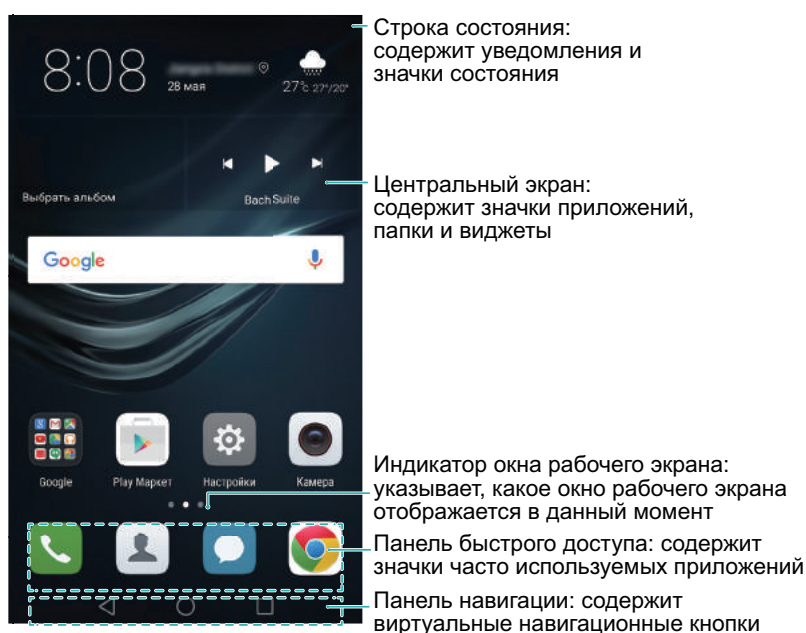 Строка состояния:
содержит уведомления и
значки состояния
8:08
28 мая
27°c 27°/20°
Центральный экран:
содержит значки приложений,
папки и виджеты
Выбрать альбом
Bach Suite
Google
Индикатор окна рабочего экрана:
указывает, какое окно рабочего экрана
отображается в данный момент
Google
Play Маркет
Настройки
Камера
Панель быстрого доступа: содержит
значки часто используемых приложений
Панель навигации: содержит
виртуальные навигационные кнопки